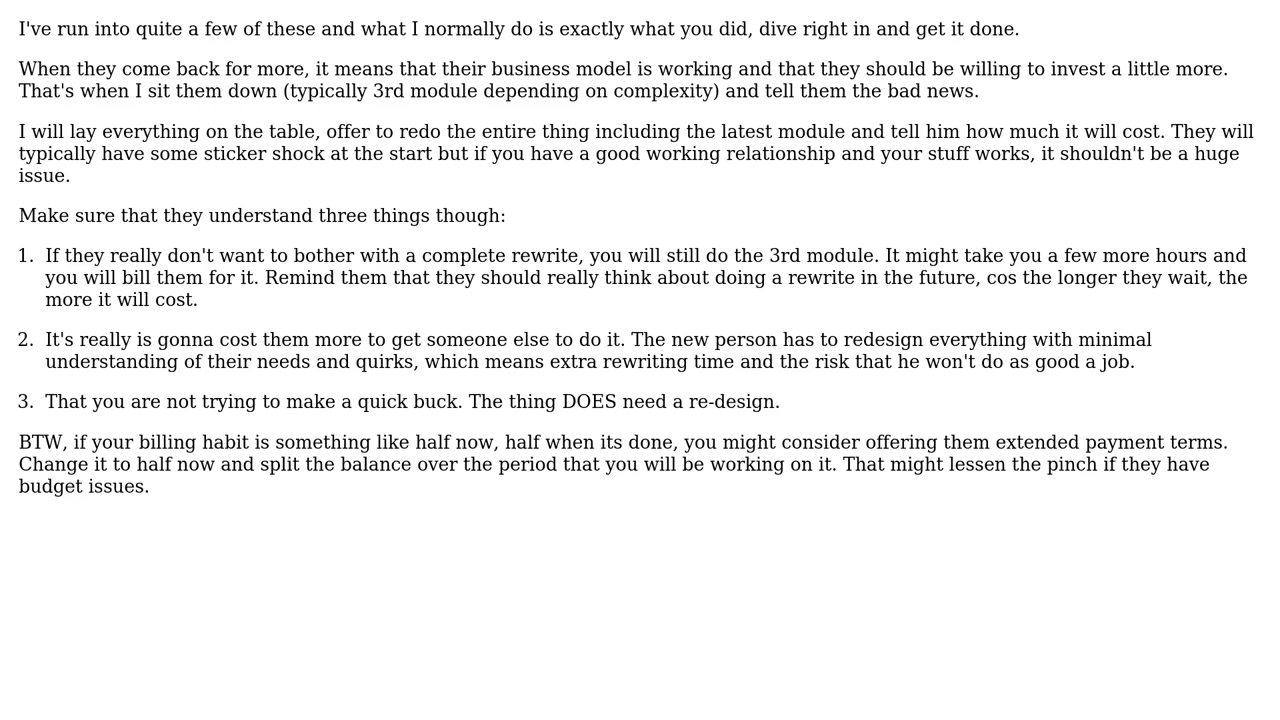 I've run into quite a few of these and what I normally do is exactly what you did, dive right in and get it done.
When they come back for more, it means that their business model is working and that they should be willing to invest a little more.
That's when I sit them down (typically 3rd module depending on complexity) and tell them the bad news.
I will lay everything on the table, offer to redo the entire thing including the latest module and tell him how much it will cost. They will
typically have some sticker shock at the start but if you have a good working relationship and your stuff works, it shouldn't be a huge
issue.
Make sure that they understand three things though:
1. If they really don't want to bother with a complete rewrite, you will still do the 3rd module. It might take you a few more hours and
you will bill them for it. Remind them that they should really think about doing a rewrite in the future, cos the longer they wait, the
more it will cost.
2. It's really is gonna cost them more to get someone else to do it. The new person has to redesign everything with minimal
understanding of their needs and quirks, which means extra rewriting time and the risk that he won't do as good a job.
3. That you are not trying to make a quick buck. The thing DOES need a re-design.
BTW, if your billing habit is something like half now, half when its done, you might consider offering them extended payment terms.
Change it to half now and split the balance over the period that you will be working on it. That might lessen the pinch if they have
budget issues.